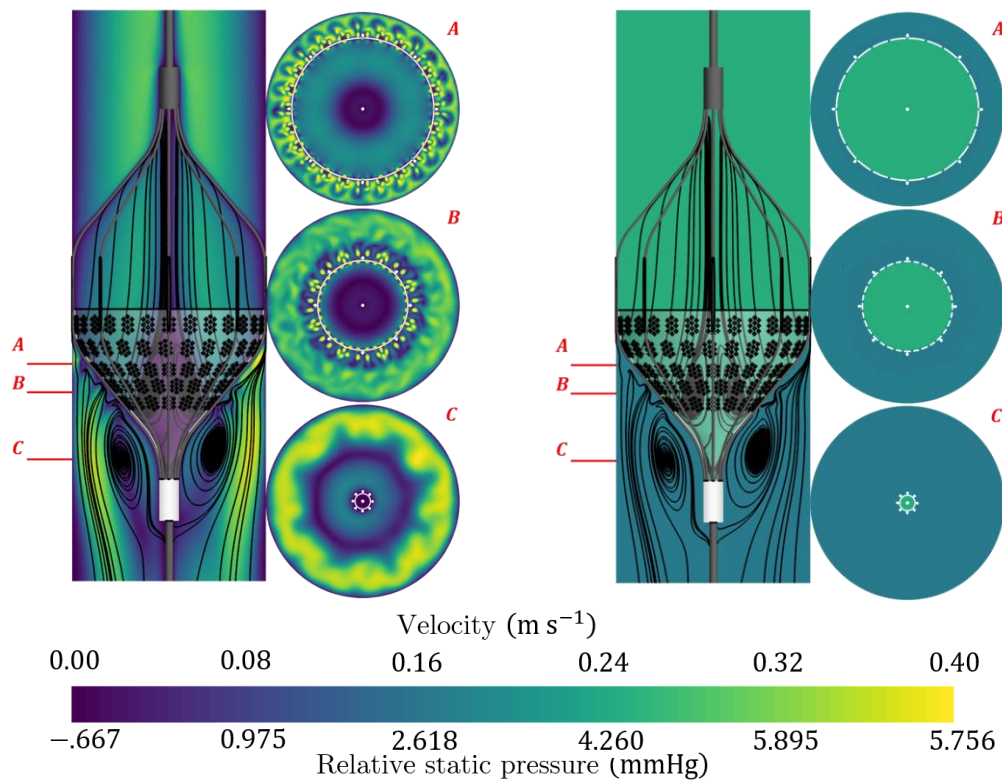 A
A
B
B
A
A
B
B
C
C
C
C
Velocity (m s⁻¹)
0.00 0.08 0.16 0.24 0.32 0.40
−.667 0.975 2.618 4.260 5.895 5.756
Relative static pressure (mmHg)